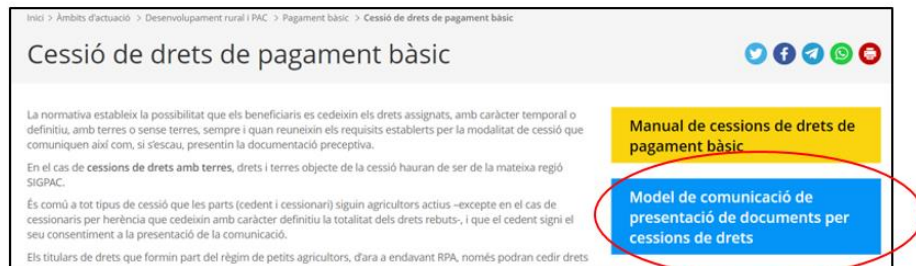 Inici > Àmbits d'actuació > Desenvolupament rural i PAC > Pagament bàsic > Cessió de drets de pagament bàsic
Cessió de drets de pagament bàsic
La normativa estableix la possibilitat que els beneficiaris es cedeixin els drets assignats, amb caràcter temporal o
definitiu, amb terres o sense terres, sempre i quan reuneixin els requisits establerts per la modalitat de cessió que
comuniquen així com, si s'escau, presentin la documentació preceptiva.
En el cas de cessions de drets amb terres, drets i terres objecte de la cessió hauran de ser de la mateixa regió
SIGPAC.
És comú a tot tipus de cessió que les parts (cedent i cessionari) siguin agricultors actius –excepte en el cas de
cessionaris per herència que cedeixin amb caràcter definitiu la totalitat dels drets rebuts-, i que el cedent signi el
seu consentiment a la presentació de la comunicació.
Els titulars de drets que formin part del règim de petits agricultors, d'ara a endavant RPA, només podran cedir drets
Manual de cessions de drets de
pagament bàsic
Model de comunicació de
presentació de documents per
cessions de drets